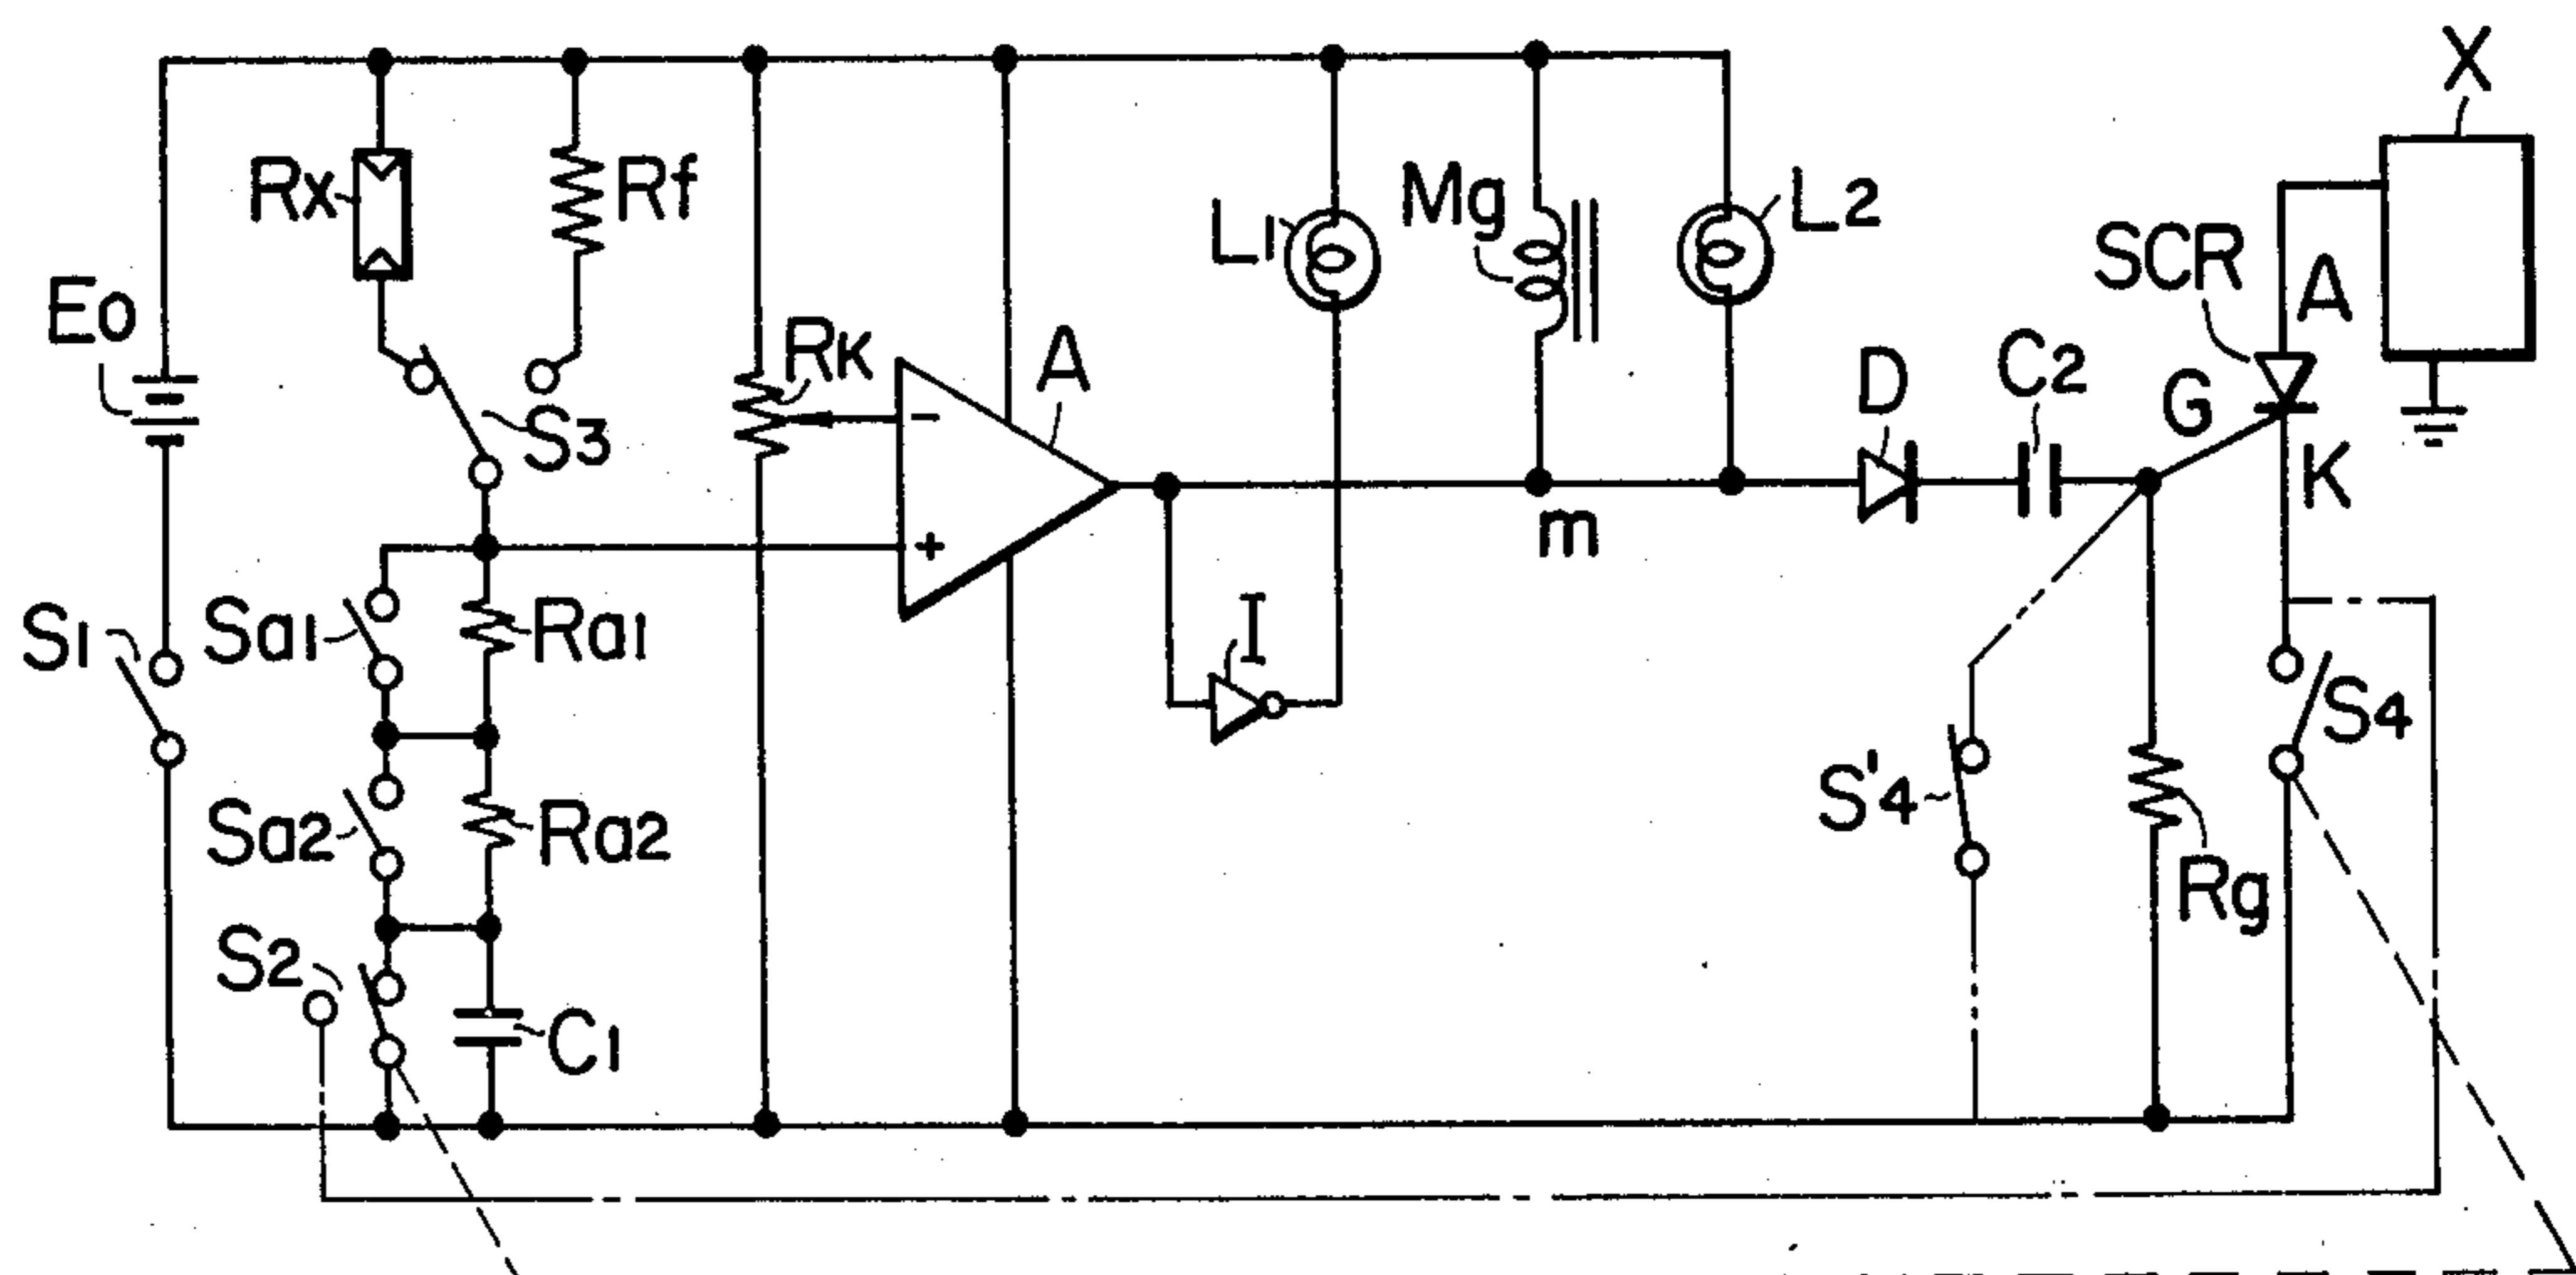 X
Rx
Rf
L1
Mg
L2
SCR
A
Eo
RK
A
D
C2
G
S3
K
−
+
m
S1
Sa1
Ra1
I
S4
S'4
Sa2
Ra2
Rg
S2
C1